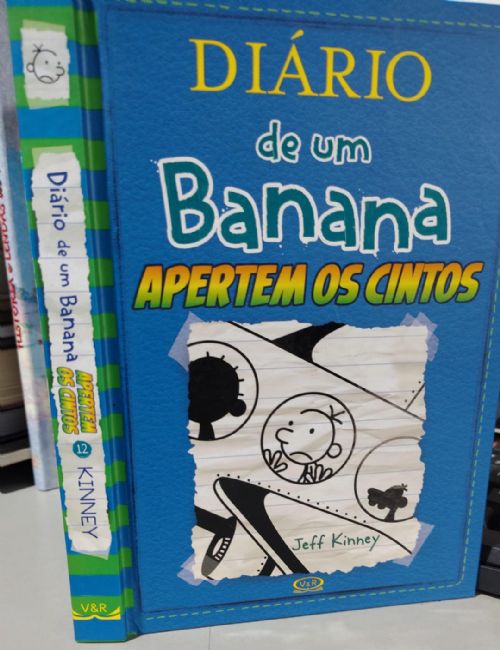 DIÁRIO
de um
Banana
APERTEM OS CINTOS
Jeff Kinney
V&R
Diário de um Banana
APERTEM
OS CINTOS
12
KINNEY
V&R